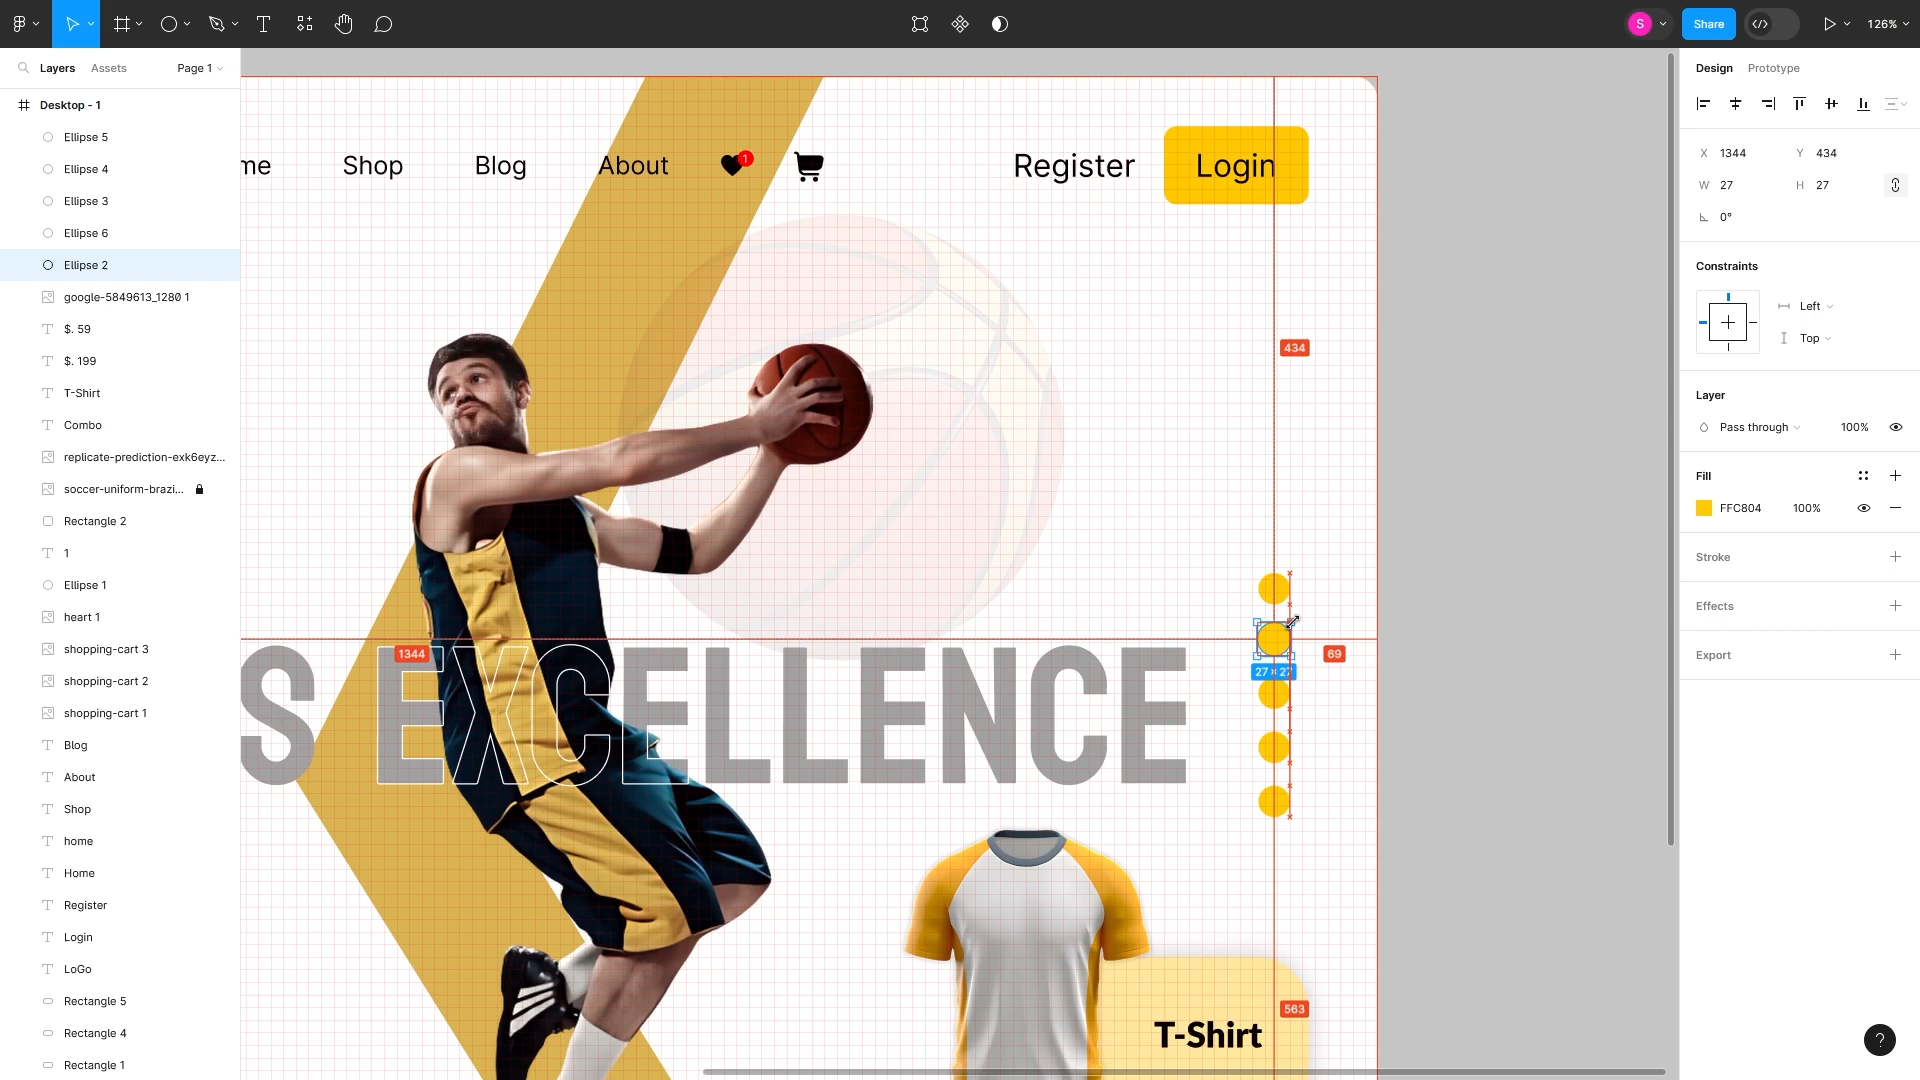 S
Share
126%
Layers
Assets
Page 1
Desktop - 1
Ellipse 5
Ellipse 4
Ellipse 3
Ellipse 6
Ellipse 2
google-5849613_1280 1
$. 59
$. 199
T-Shirt
Combo
replicate-prediction-exk6eyz...
soccer-uniform-brazi...
Rectangle 2
1
Ellipse 1
heart 1
shopping-cart 3
shopping-cart 2
shopping-cart 1
Blog
About
Shop
home
Home
Register
Login
LoGo
Rectangle 5
Rectangle 4
Rectangle 1
me
Shop
Blog
About
1
Register
Login
434
1344
69
27 × 27
S EXCELLENCE
563
T-Shirt
Design
Prototype
X 1344
Y 434
W 27
H 27
0°
Constraints
Left
Top
Layer
Pass through
100%
Fill
FFC804
100%
Stroke
Effects
Export
?